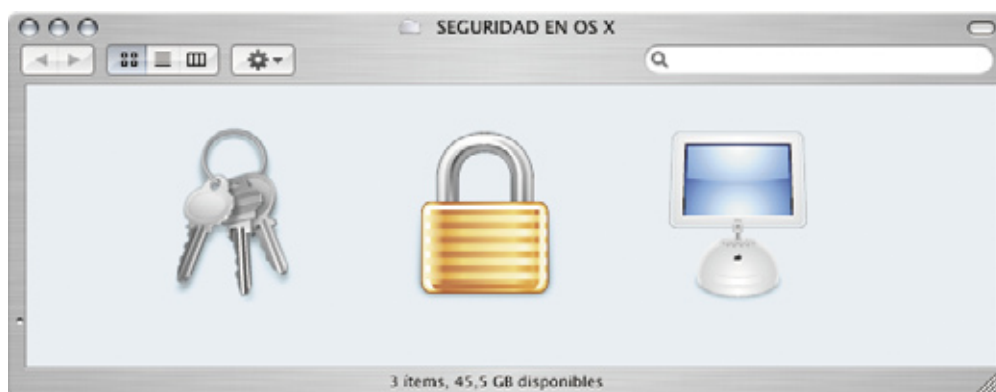 SEGURIDAD EN OS X
3 ítems, 45,5 GB disponibles